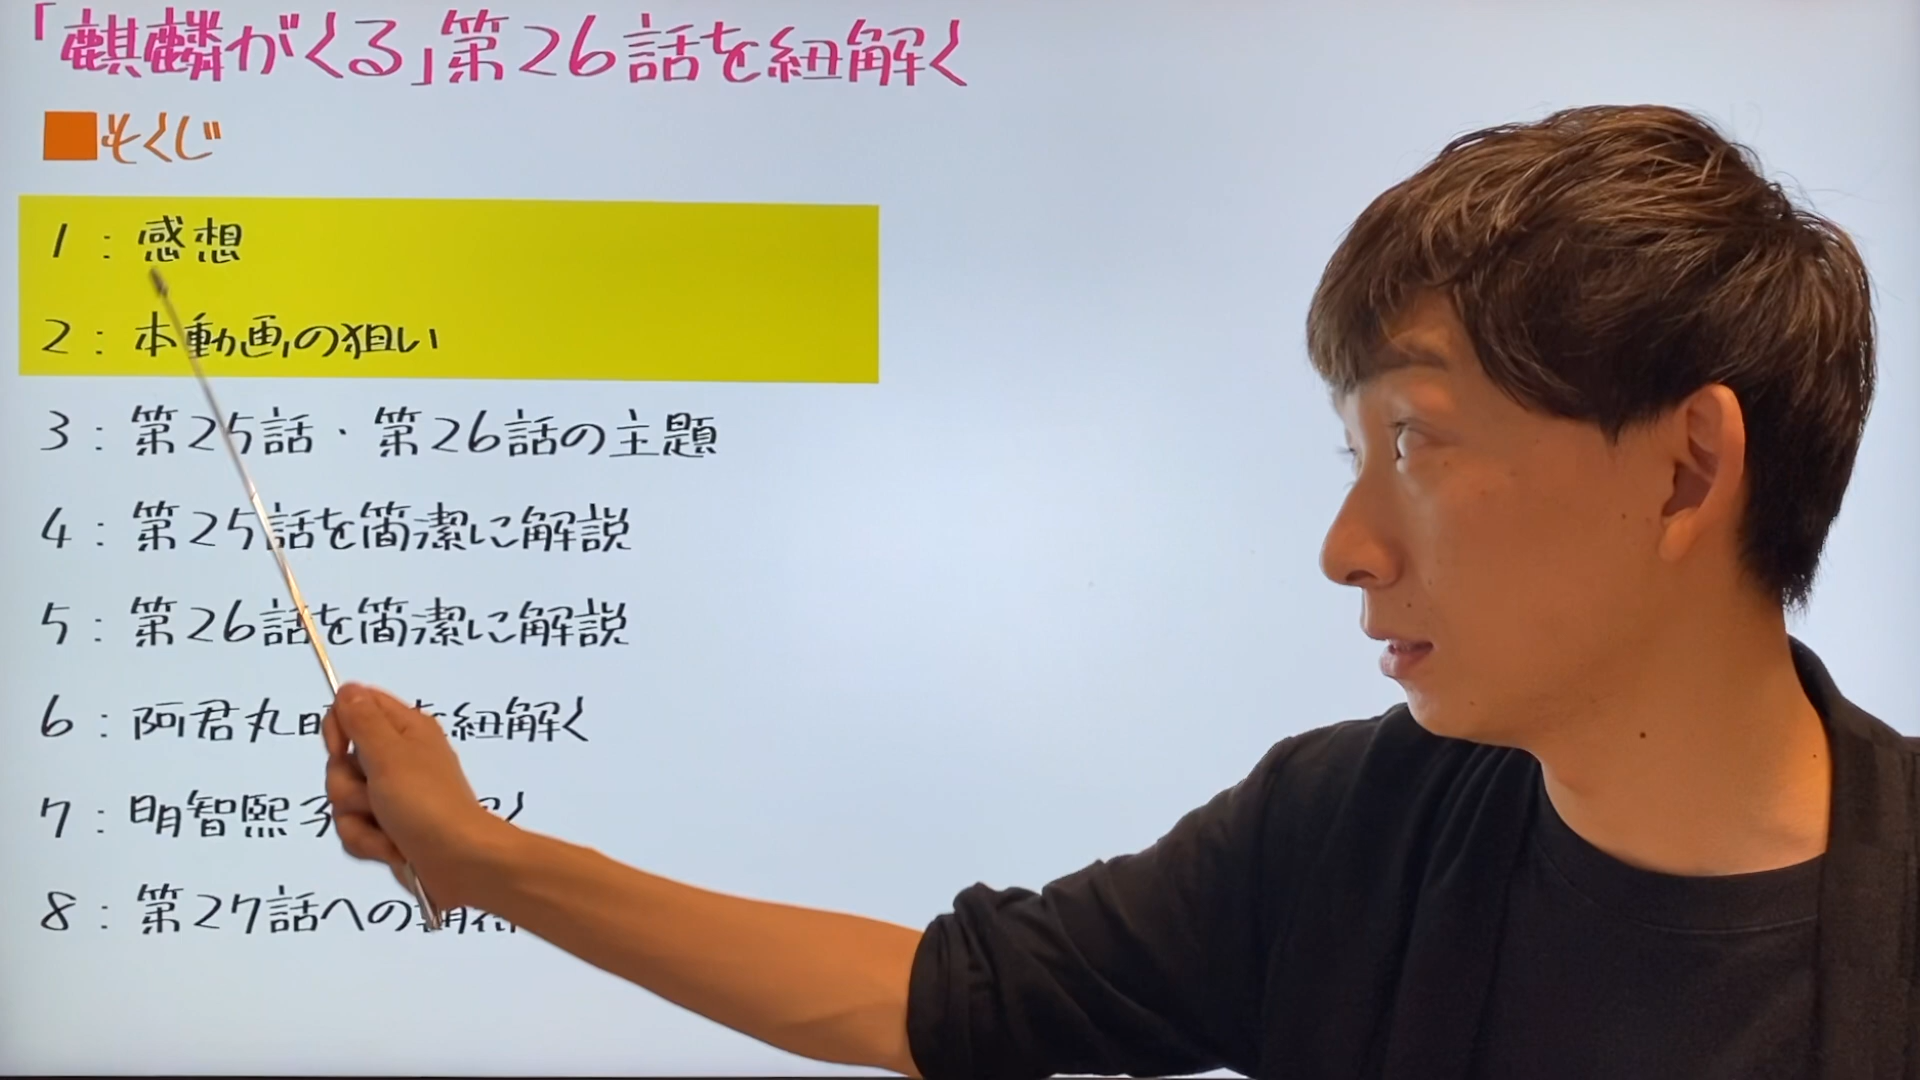 「麒麟がくる」第26話を紐解く
■もくじ
1：感想
2：本動画の狙い
3：第25話・第26話の主題
4：第25話を簡潔に解説
5：第26話を簡潔に解説
6：阿君丸 を紐解く
7：明智熙子 く
8：第27話への